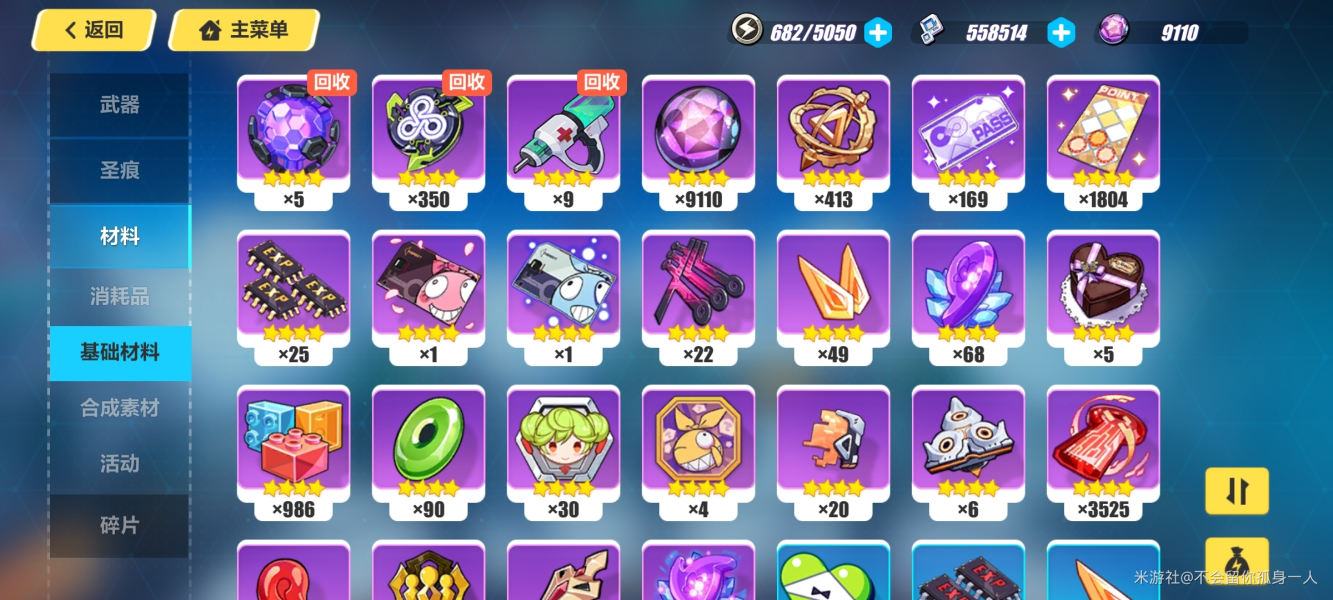 返回
主菜单
682/5050
558514
9110
武器
圣痕
材料
消耗品
基础材料
合成素材
活动
碎片
回收
回收
回收
PASS
POINT
×5
×350
×9
×9110
×413
×169
×1804
EXP
EXP
EXP
×25
×1
×1
×22
×49
×68
×5
×986
×90
×30
×4
×20
×6
×3525
EXP
EXP
米游社@不会留你孤身一人